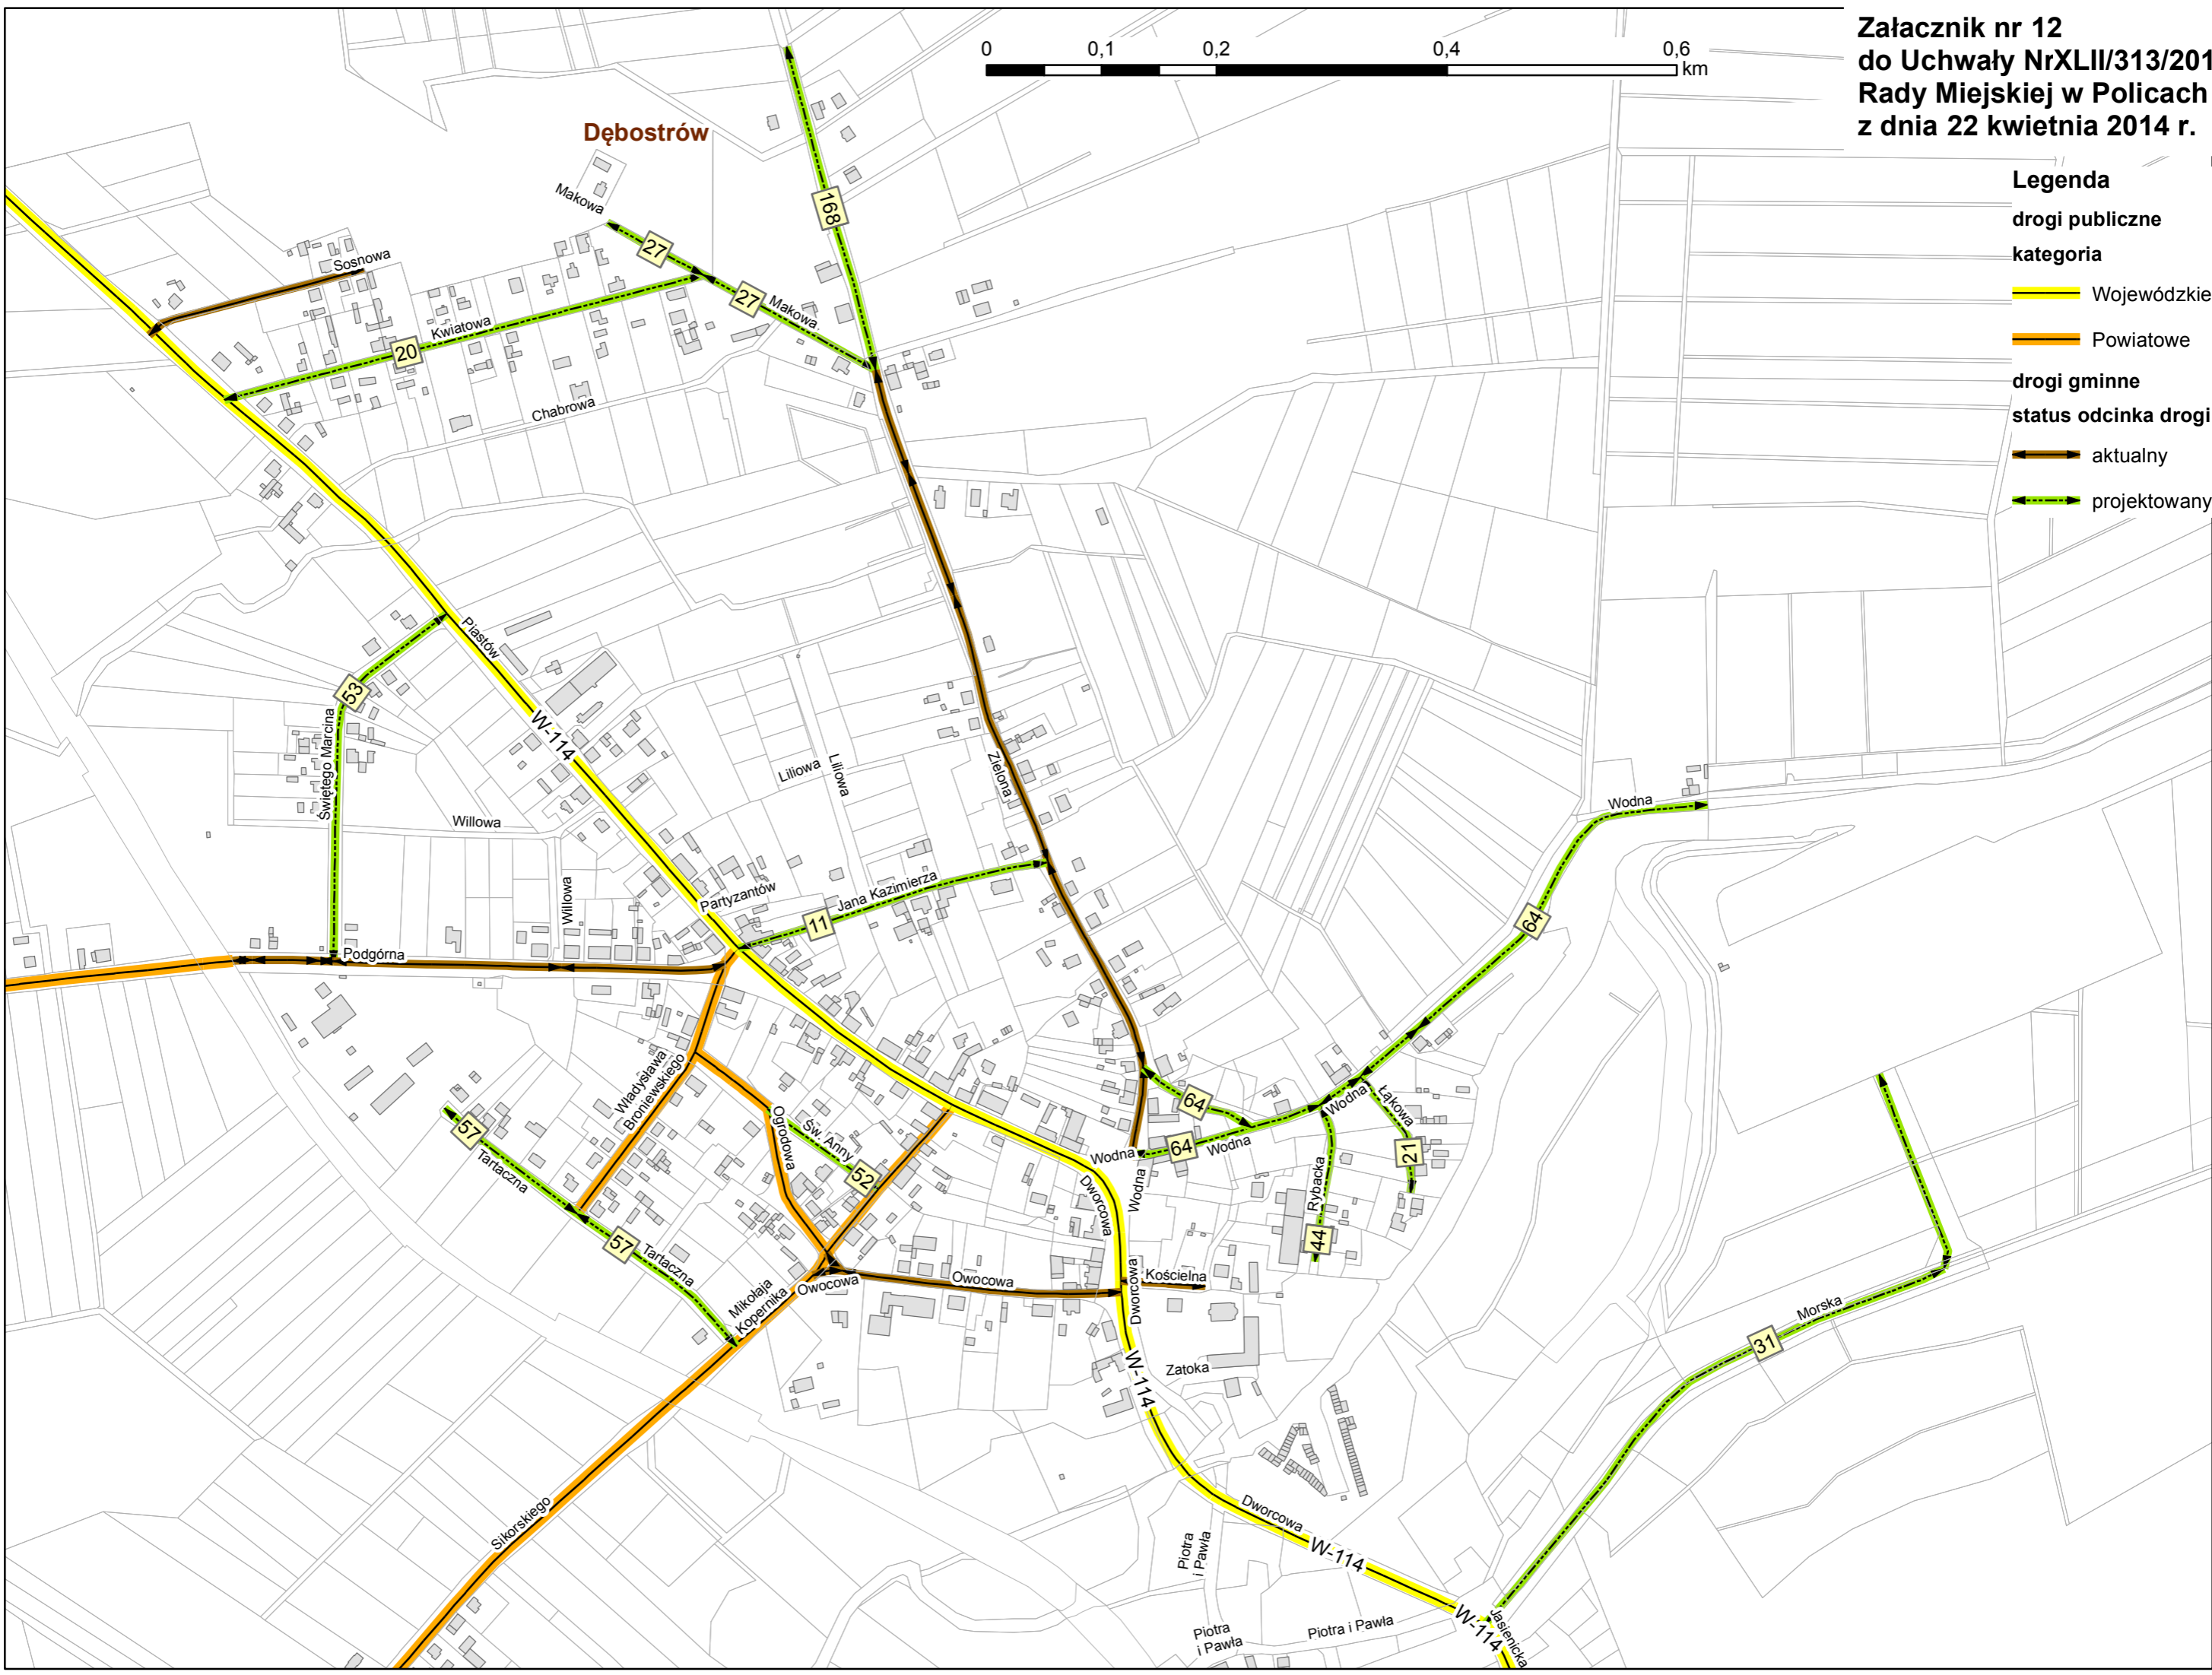 Załacznik nr 12
do Uchwały NrXLII/313/201
Rady Miejskiej w Policach
z dnia 22 kwietnia 2014 r.
0
0,1
0,2
0,4
0,6
km
Legenda
drogi publiczne
kategoria
Wojewódzkie
Powiatowe
drogi gminne
status odcinka drogi
aktualny
projektowany
Dębostrów
Makowa
27
168
Sosnowa
27
Makowa
Kwiatowa
20
Chabrowa
Piastów
53
Świętego Marcina
W-114
Liliowa
Liliowa
Zielona
Willowa
Willowa
Wodna
Partyzantów
Jana Kazimierza
11
64
Podgórna
Władysława
Broniewskiego
Ogrodowa
Św. Anny
52
57
Tartaczna
57
Tartaczna
64
Wodna
Łąkowa
64
Wodna
Wodna
Wodna
21
Rybacka
44
Dworcowa
Dworcowa
Kościelna
Owocowa
Owocowa
Mikołaja
Kopernika
Morska
31
W-114
Zatoka
Sikorskiego
Dworcowa
W-114
Piotra
i Pawła
Piotra
i Pawła
Piotra i Pawła
W-114
Jasienicka